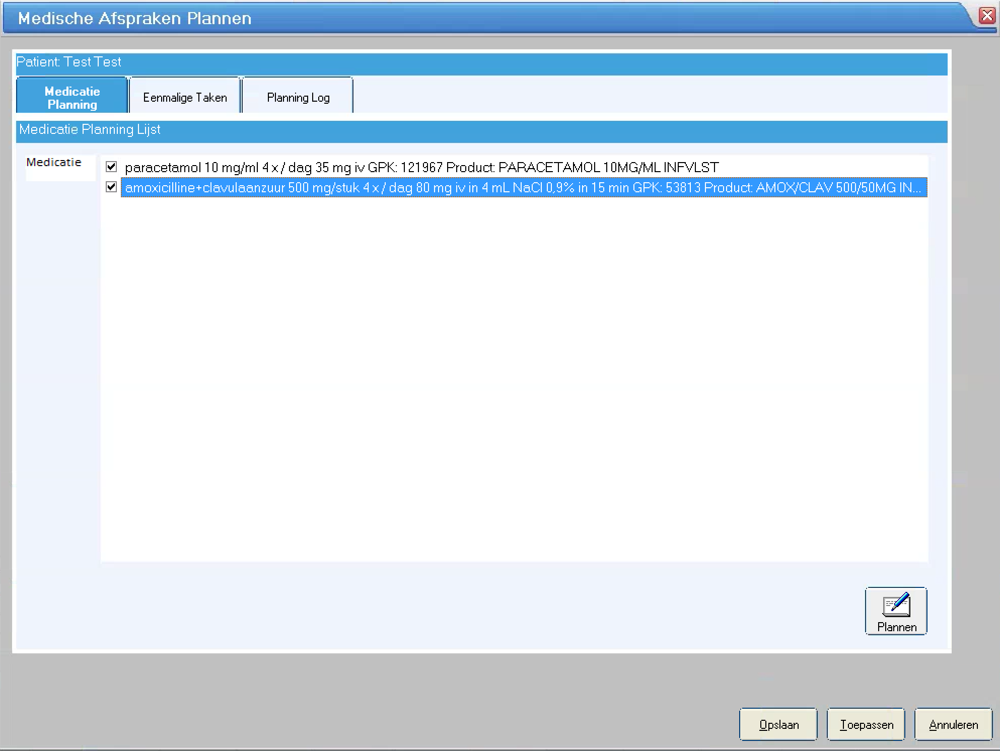 Medische Afspraken Plannen
Patient: Test Test
Medicatie Planning
Eenmalige Taken
Planning Log
Medicatie Planning Lijst
Medicatie
paracetamol 10 mg/ml 4 x / dag 35 mg iv GPK: 121967 Product: PARACETAMOL 10MG/ML INFVLST
amoxicilline+clavulaanzuur 500 mg/stuk 4 x / dag 80 mg iv in 4 mL NaCl 0,9% in 15 min GPK: 53813 Product: AMOX/CLAV 500/50MG IN...
Plannen
Opslaan
Toepassen
Annuleren